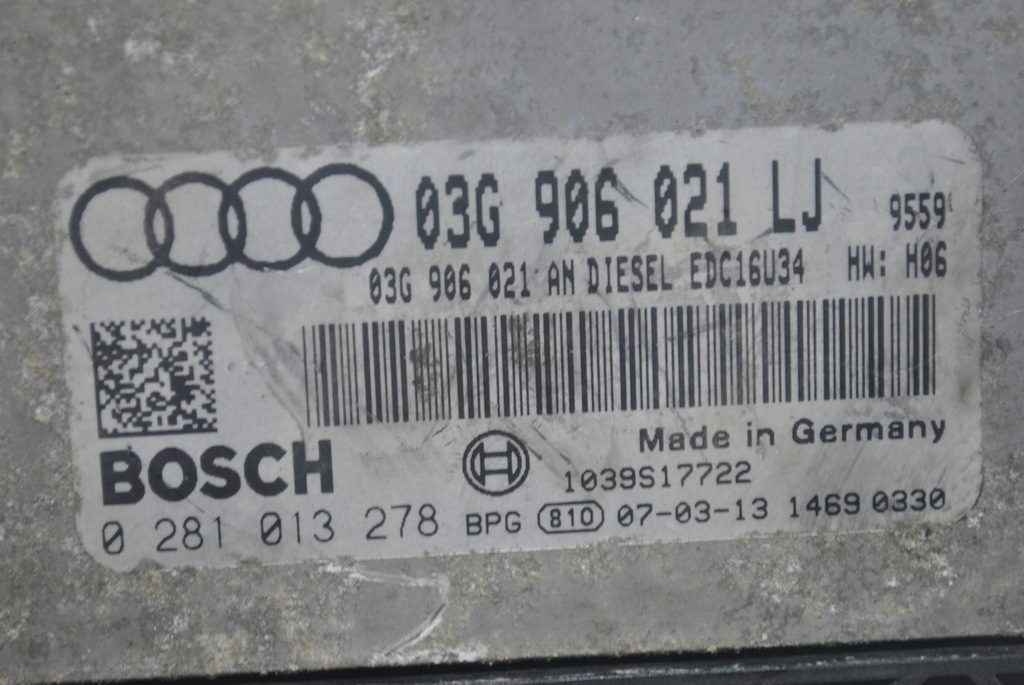 03G 906 021 LJ 9559
03G 906 021 AN DIESEL EDC16U34 HW: H06
Made in Germany
BOSCH
1039S17722
0 281 013 278 BPG 810 07-03-13 1469 0330